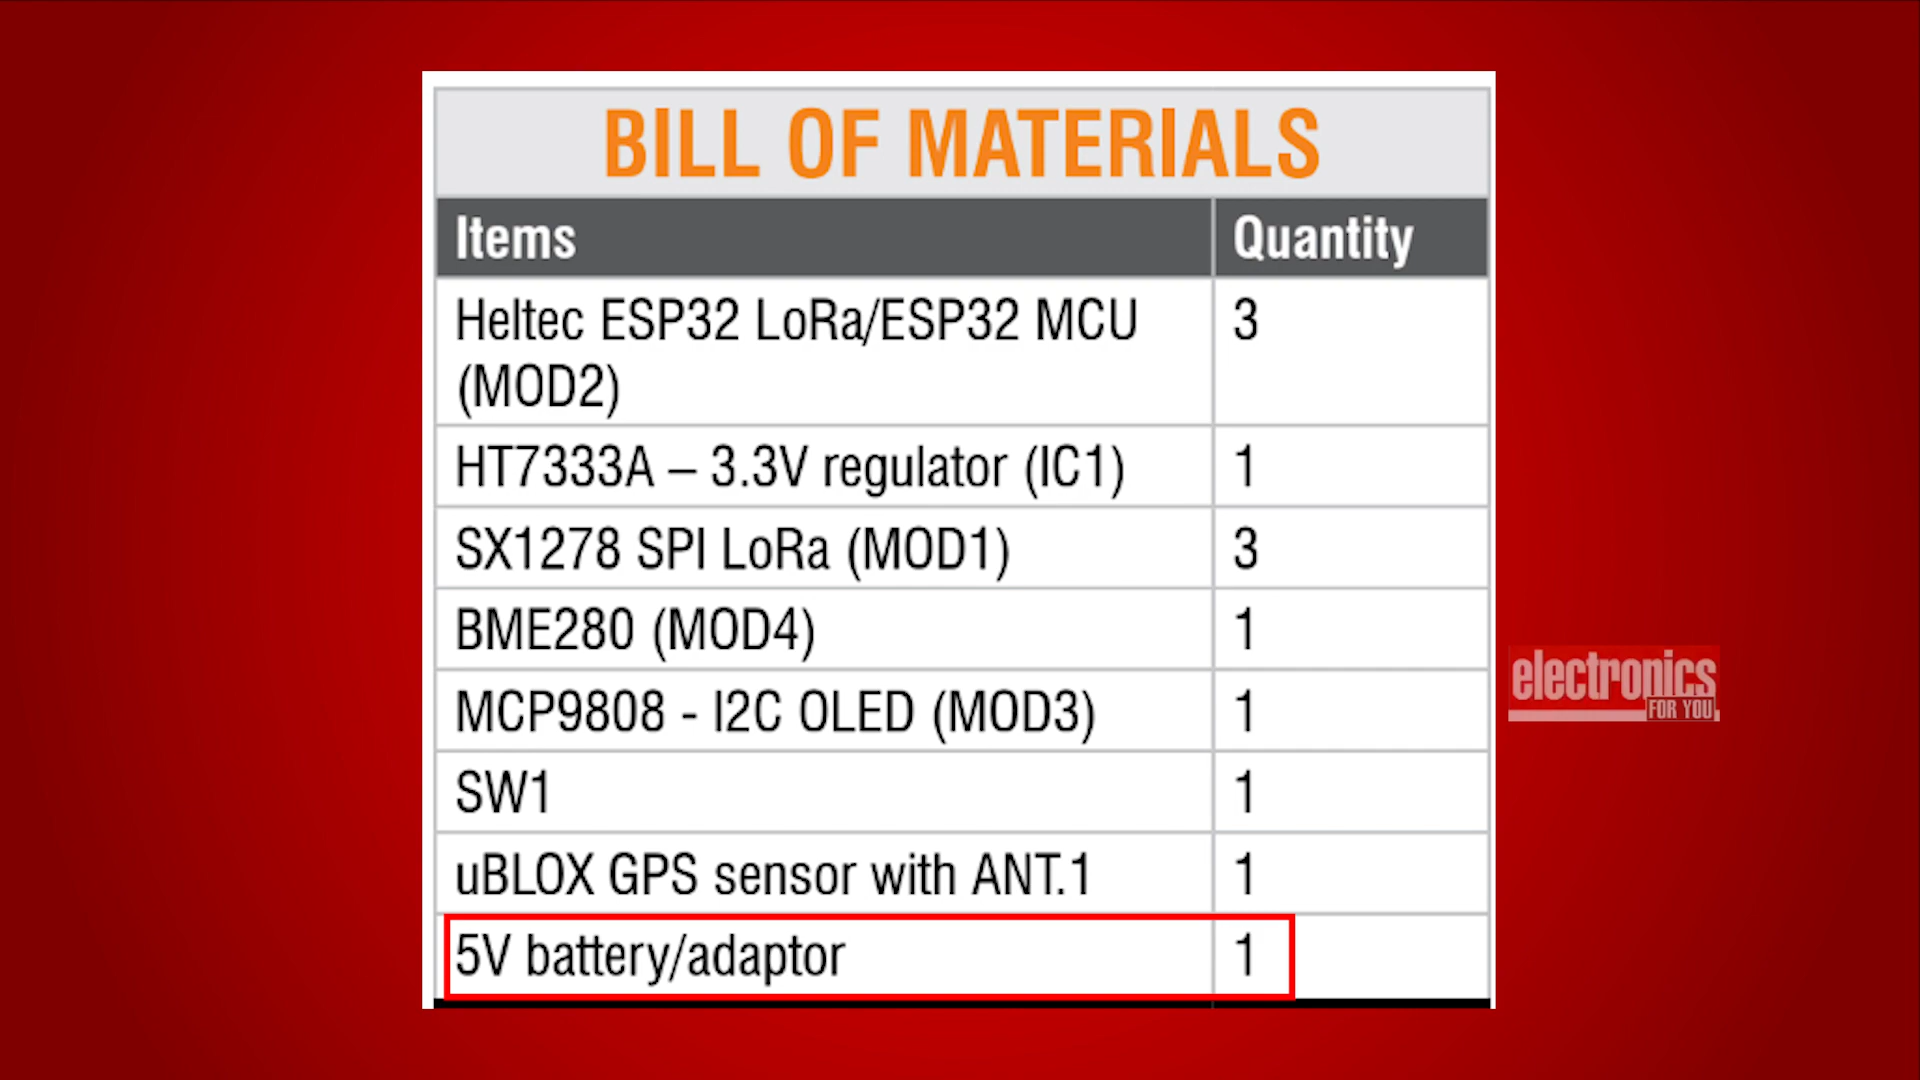 BILL OF MATERIALS
Items Quantity
Heltec ESP32 LoRa/ESP32 MCU 3
(MOD2)
HT7333A – 3.3V regulator (IC1) 1
SX1278 SPI LoRa (MOD1) 3
BME280 (MOD4) 1
MCP9808 - I2C OLED (MOD3) 1
SW1 1
uBLOX GPS sensor with ANT.1 1
5V battery/adaptor 1
electronics
FOR YOU